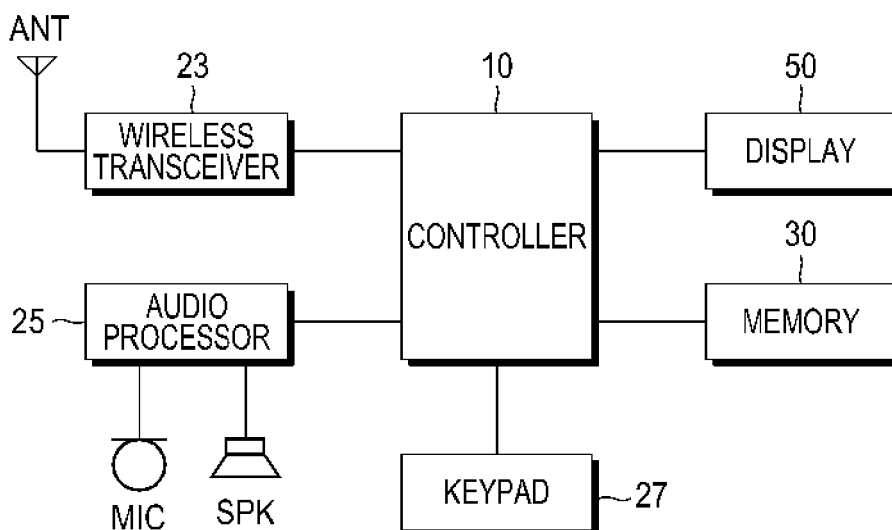 ANT
23
10
50
WIRELESS
TRANSCEIVER
DISPLAY
CONTROLLER
30
25
AUDIO
PROCESSOR
MEMORY
MIC
SPK
KEYPAD
27